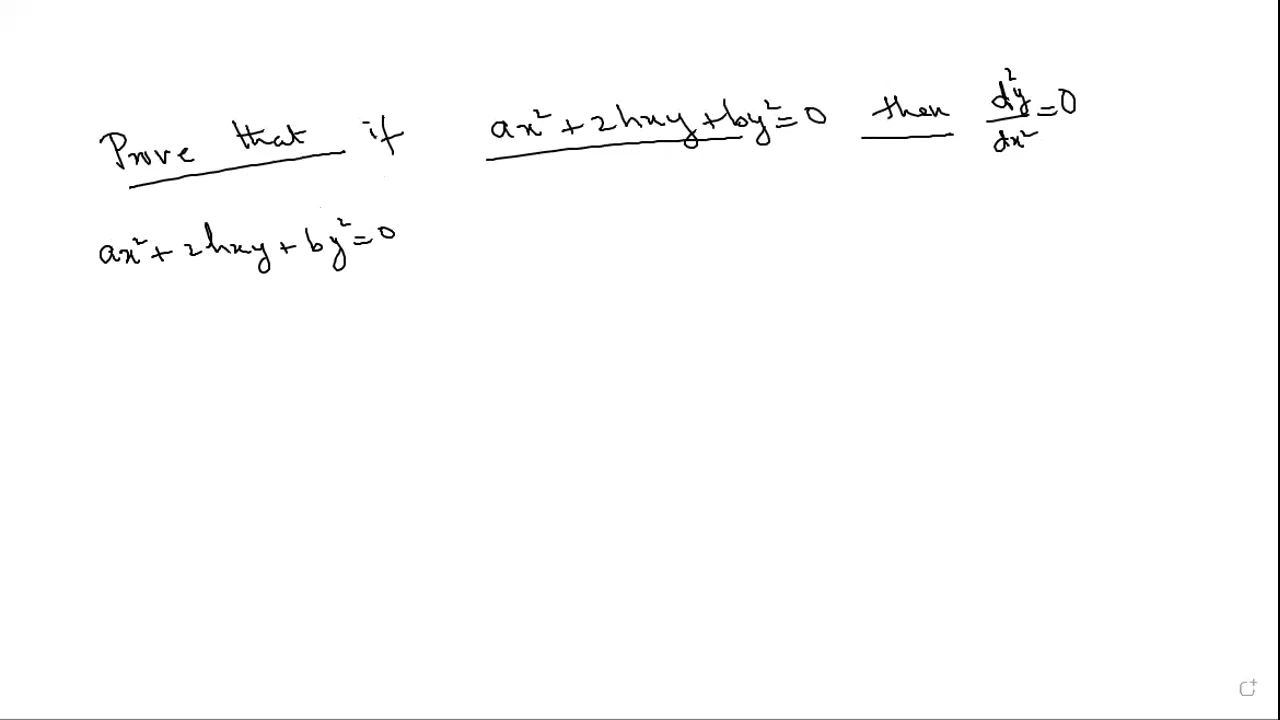 Prove that if ax² + 2hxy + by² = 0 then d²y/dx² = 0
ax² + 2hxy + by² = 0